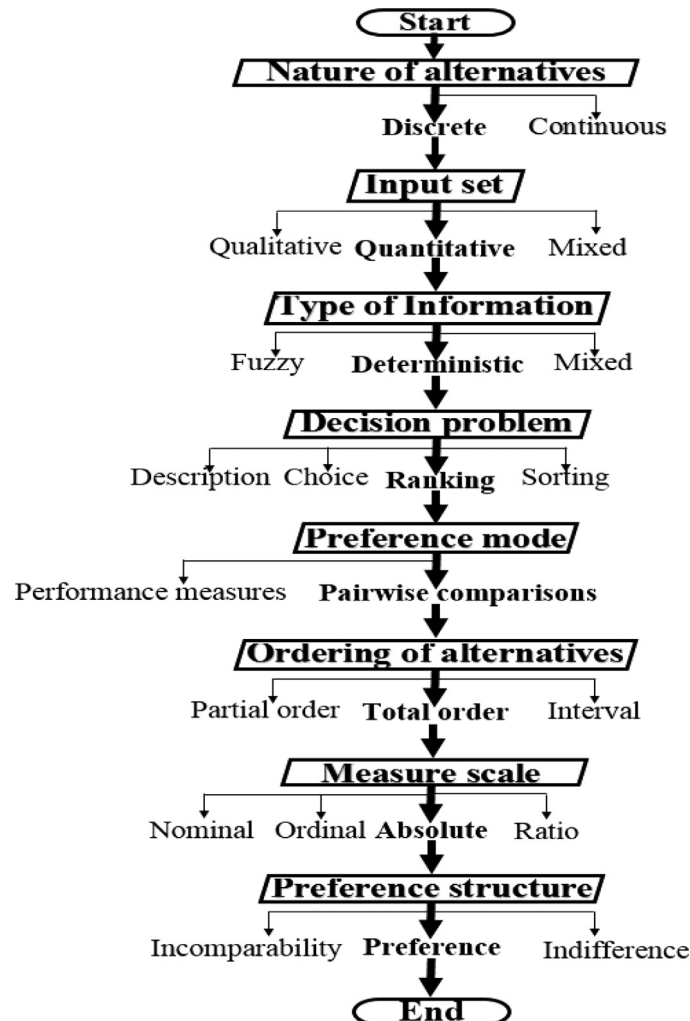 Start
Nature of alternatives
Discrete Continuous
Input set
Qualitative Quantitative Mixed
Type of Information
Fuzzy Deterministic Mixed
Decision problem
Description Choice Ranking Sorting
Preference mode
Performance measures Pairwise comparisons
Ordering of alternatives
Partial order Total order Interval
Measure scale
Nominal Ordinal Absolute Ratio
Preference structure
Incomparability Preference Indifference
End